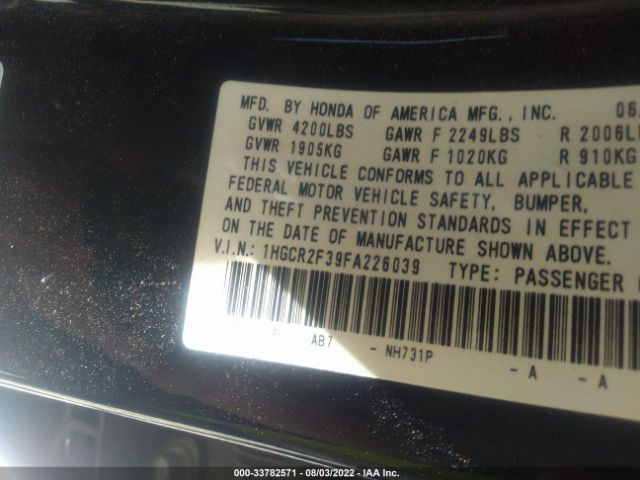 MFD. BY HONDA OF AMERICA MFG., INC. 06
GVWR 4200LBS GAWR F 2249LBS R 2006L
GVWR 1905KG GAWR F 1020KG R 910KG
THIS VEHICLE CONFORMS TO ALL APPLICABLE
FEDERAL MOTOR VEHICLE SAFETY, BUMPER,
AND THEFT PREVENTION STANDARDS IN EFFECT
ON THE DATE OF MANUFACTURE SHOWN ABOVE.
V.I.N.: 1HGCR2F39FA226039 TYPE: PASSENGER
AB7 - NH731P - A - A
000-33782571 - 08/03/2022 - IAA Inc.